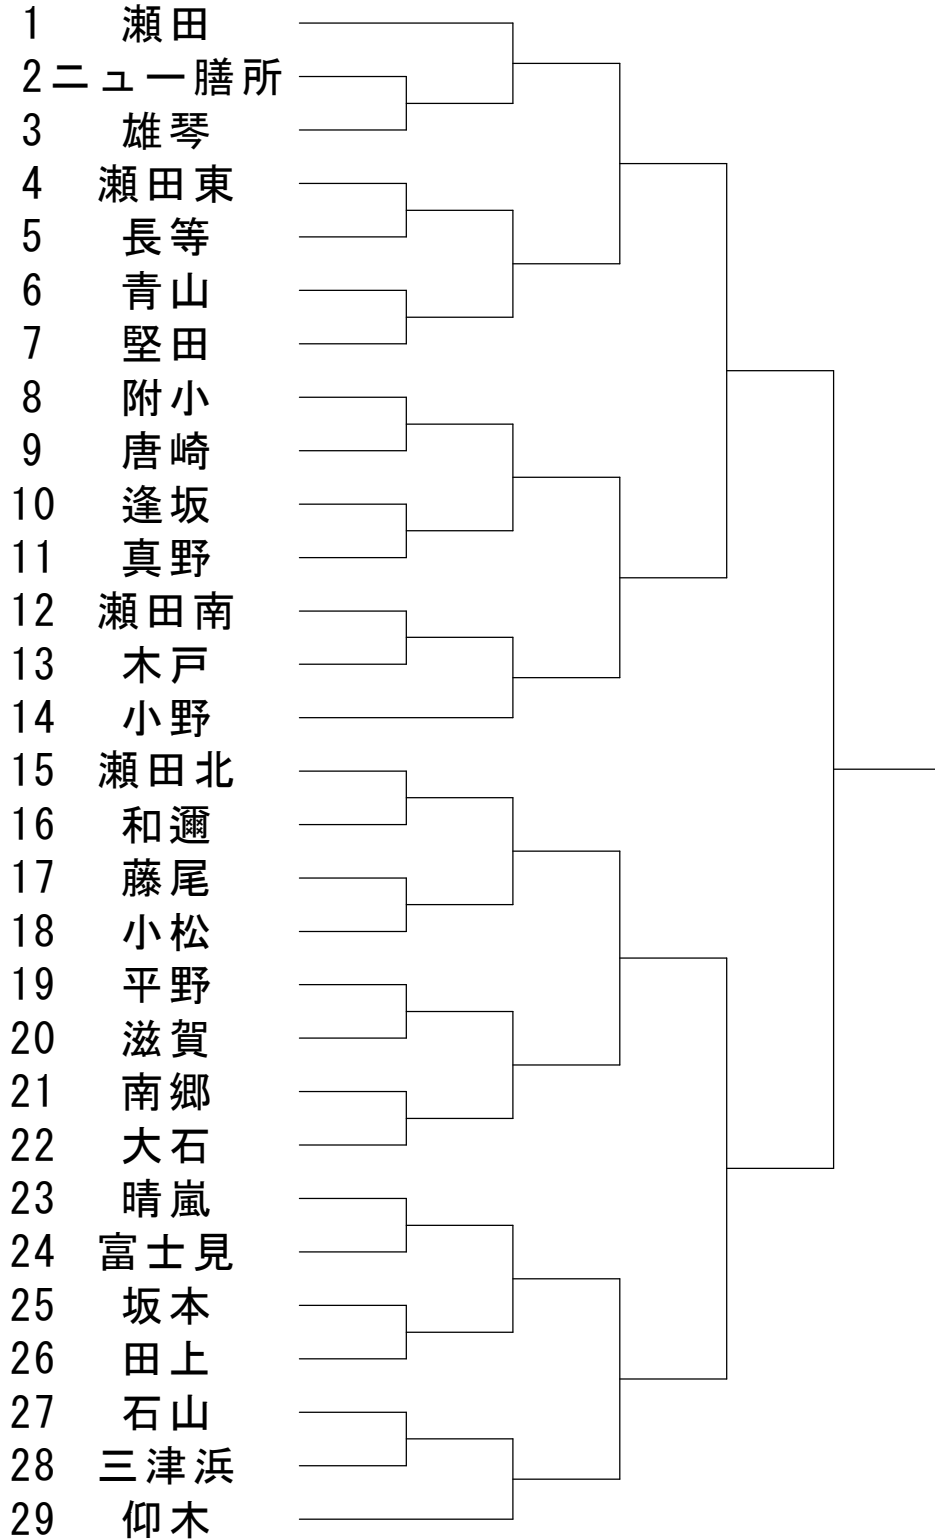 1 瀬田
2 ニュー膳所
3 雄琴
4 瀬田東
5 長等
6 青山
7 堅田
8 附小
9 唐崎
10 逢坂
11 真野
12 瀬田南
13 木戸
14 小野
15 瀬田北
16 和邇
17 藤尾
18 小松
19 平野
20 滋賀
21 南郷
22 大石
23 晴嵐
24 富士見
25 坂本
26 田上
27 石山
28 三津浜
29 仰木